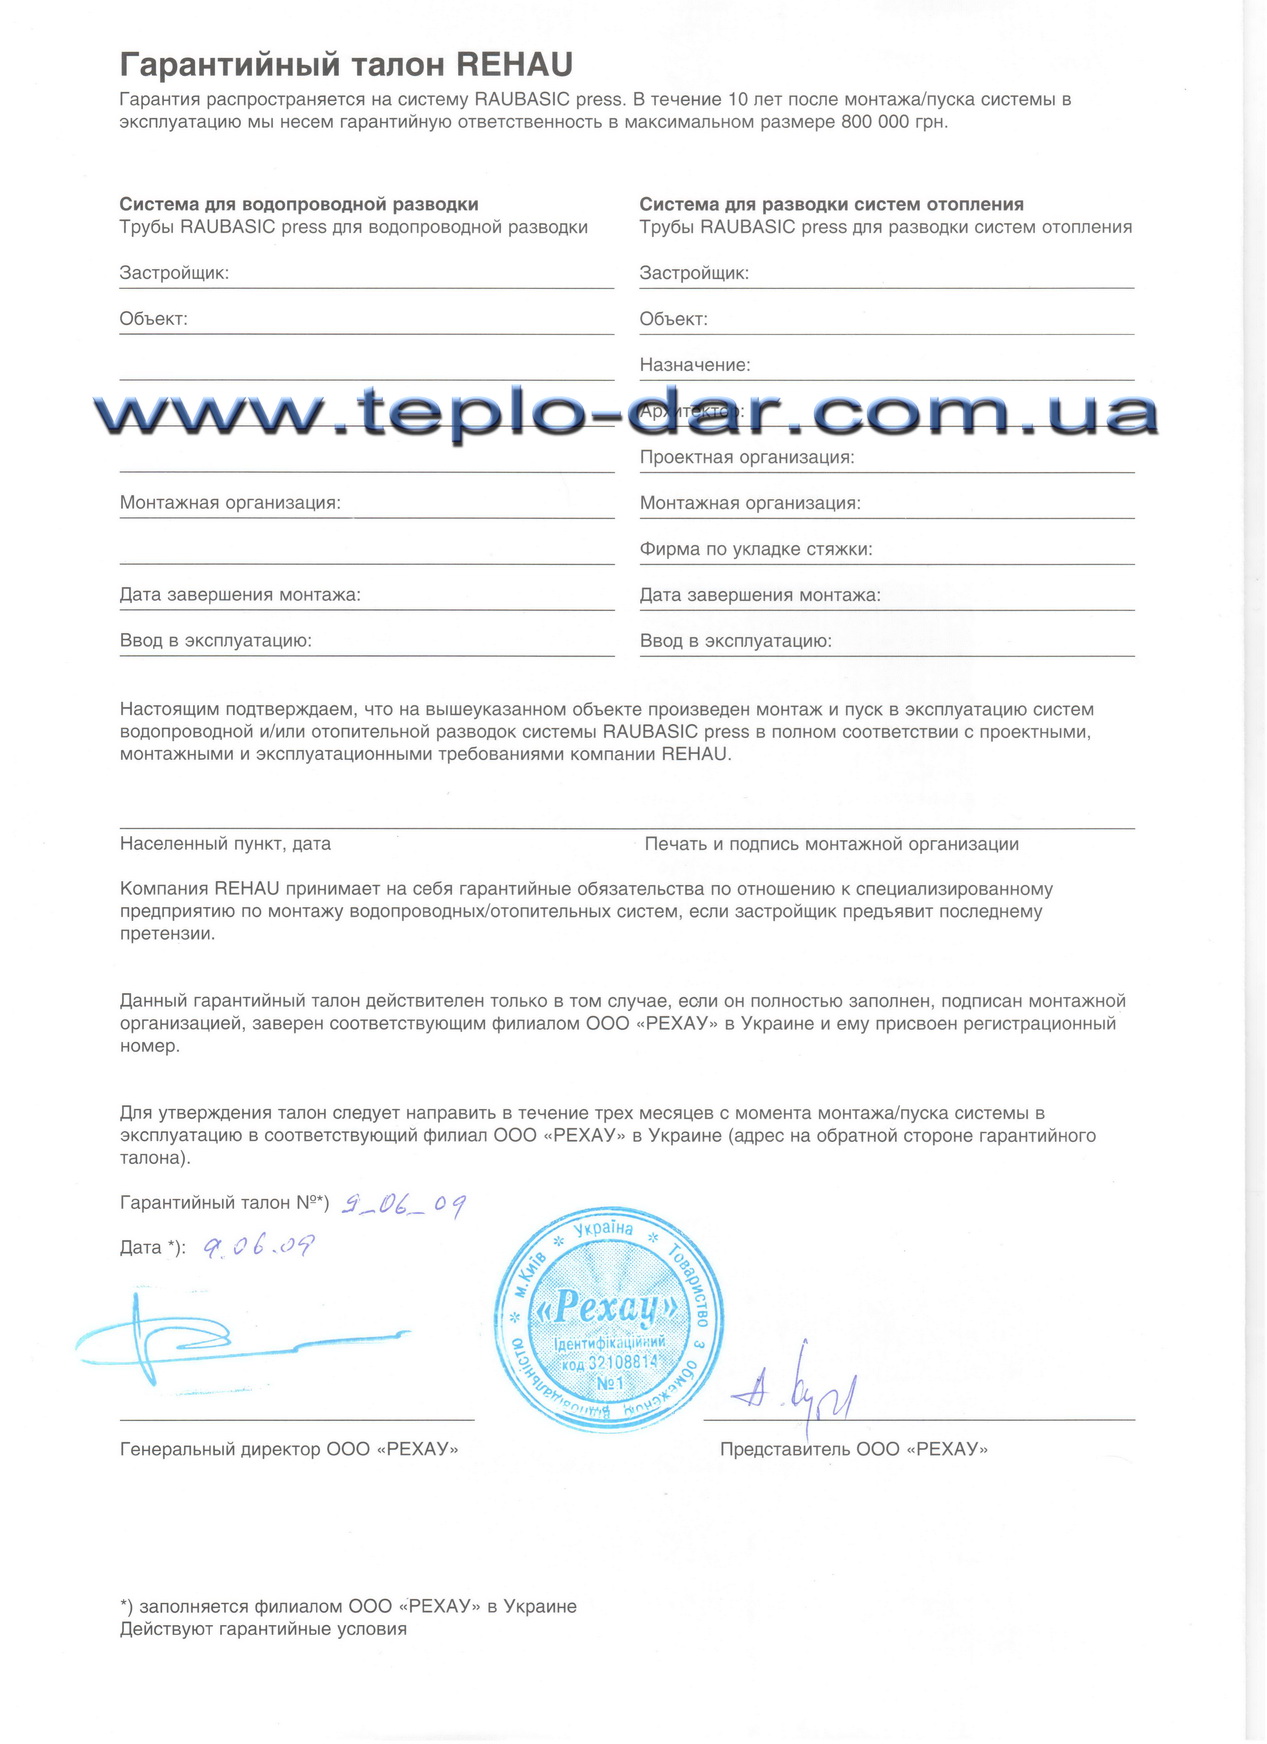 Гарантийный талон REHAU
Гарантия распространяется на систему RAUBASIC press. В течение 10 лет после монтажа/пуска системы в
эксплуатацию мы несем гарантийную ответственность в максимальном размере 800 000 грн.
Система для водопроводной разводки
Трубы RAUBASIC press для водопроводной разводки
Застройщик:
Объект:
Монтажная организация:
Дата завершения монтажа:
Ввод в эксплуатацию:
Система для разводки систем отопления
Трубы RAUBASIC press для разводки систем отопления
Застройщик:
Объект:
Назначение:
Архитектор:
www.teplo-dar.com.ua
Проектная организация:
Монтажная организация:
Фирма по укладке стяжки:
Дата завершения монтажа:
Ввод в эксплуатацию:
Настоящим подтверждаем, что на вышеуказанном объекте произведен монтаж и пуск в эксплуатацию систем
водопроводной и/или отопительной разводок системы RAUBASIC press в полном соответствии с проектными,
монтажными и эксплуатационными требованиями компании REHAU.
Населенный пункт, дата
Печать и подпись монтажной организации
Компания REHAU принимает на себя гарантийные обязательства по отношению к специализированному
предприятию по монтажу водопроводных/отопительных систем, если застройщик предъявит последнему
претензии.
Данный гарантийный талон действителен только в том случае, если он полностью заполнен, подписан монтажной
организацией, заверен соответствующим филиалом ООО «РЕХАУ» в Украине и ему присвоен регистрационный
номер.
Для утверждения талон следует направить в течение трех месяцев с момента монтажа/пуска системы в
эксплуатацию в соответствующий филиал ООО «РЕХАУ» в Украине (адрес на обратной стороне гарантийного
талона).
Гарантийный талон №*) 9_06_09
Дата *): 9.06.09
* м.Київ * Україна * Товариство з обмеженою відповідальністю
«Рехау»
Ідентифікаційний
код 32108814
№1
Генеральный директор ООО «РЕХАУ»
Представитель ООО «РЕХАУ»
*) заполняется филиалом ООО «РЕХАУ» в Украине
Действуют гарантийные условия